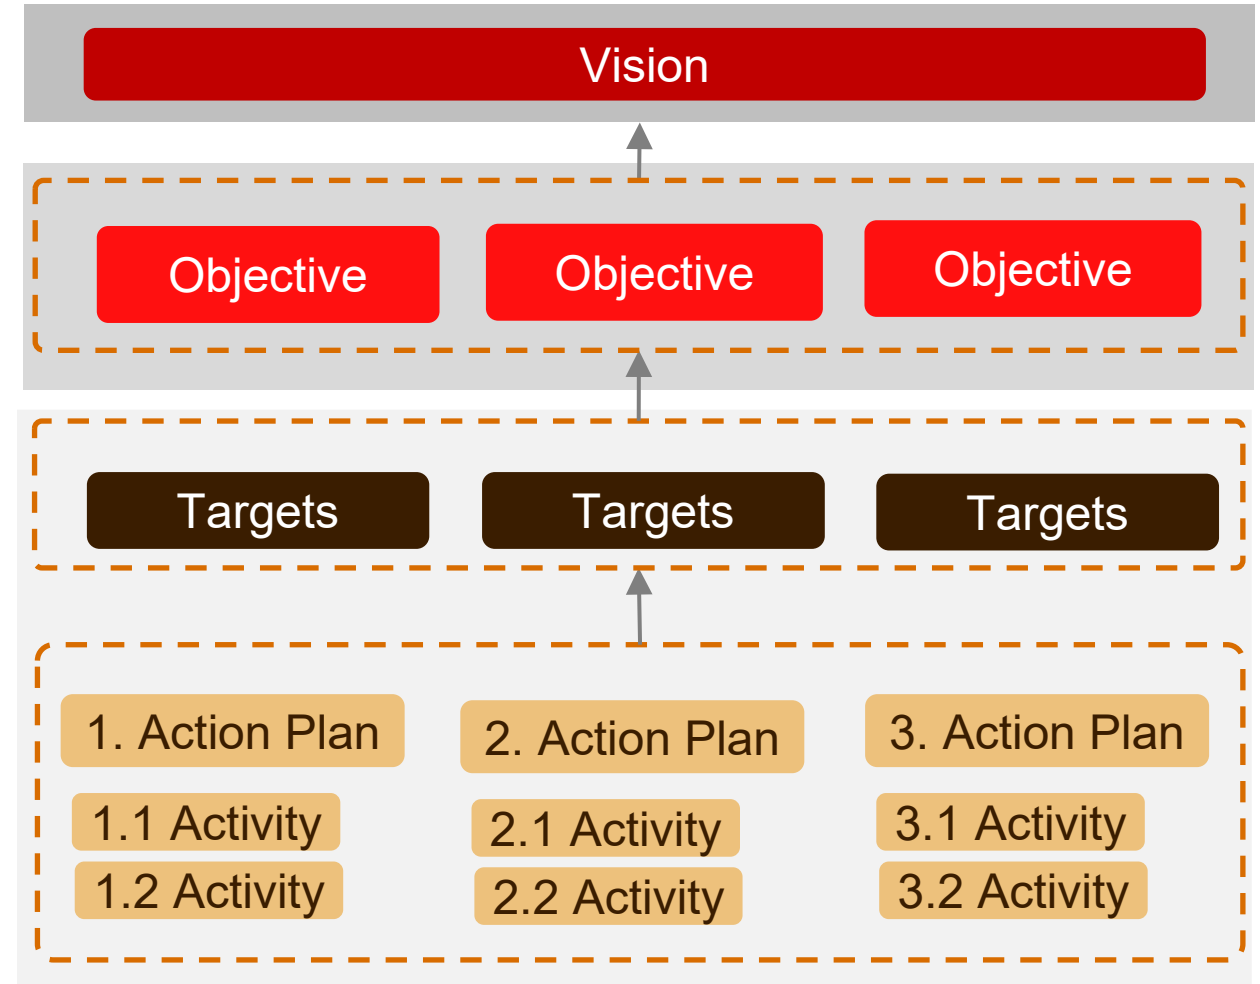 Vision
Objective
Objective
Objective
Targets
Targets
Targets
1. Action Plan
2. Action Plan
3. Action Plan
1.1 Activity
2.1 Activity
3.1 Activity
1.2 Activity
2.2 Activity
3.2 Activity